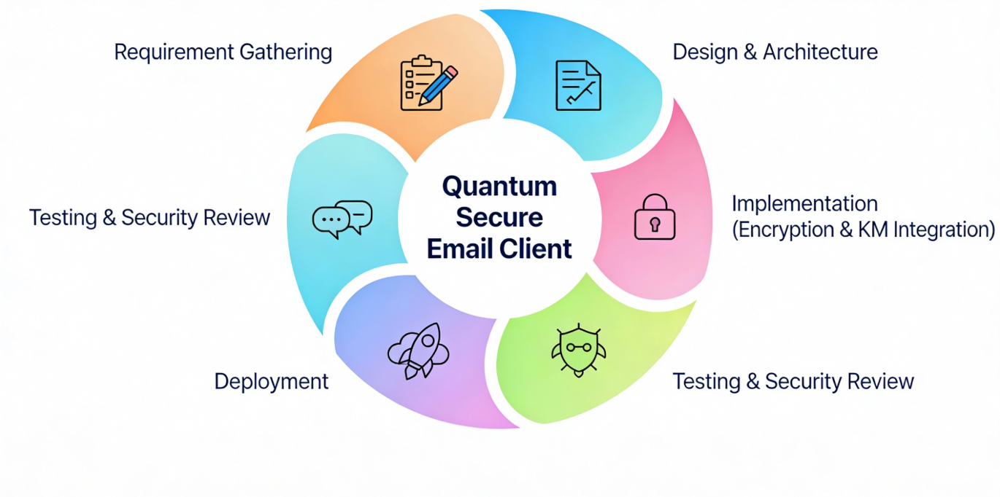 Requirement Gathering
Design & Architecture
Quantum
Secure
Email Client
Testing & Security Review
Implementation
(Encryption & KM Integration)
Deployment
Testing & Security Review